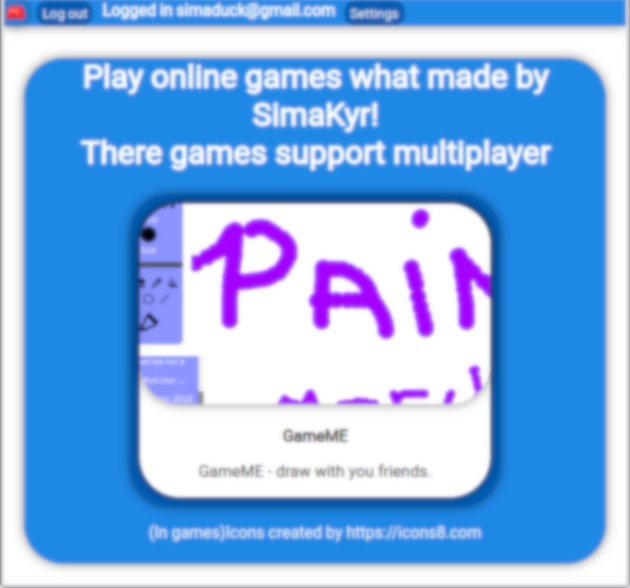 Log out Logged in simaduck@gmail.com Settings
Play online games what made by
SimaKyr!
There games support multiplayer
PAIN
GameME
GameME - draw with you friends.
(In games)Icons created by https://icons8.com